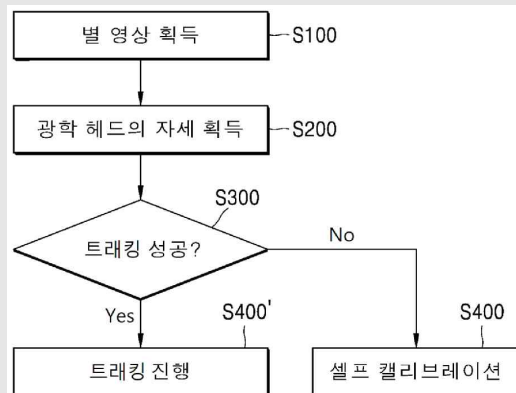 별 영상 획득 S100
광학 헤드의 자세 획득 S200
S300
트래킹 성공?
No
Yes
S400'
S400
트래킹 진행
셀프 캘리브레이션